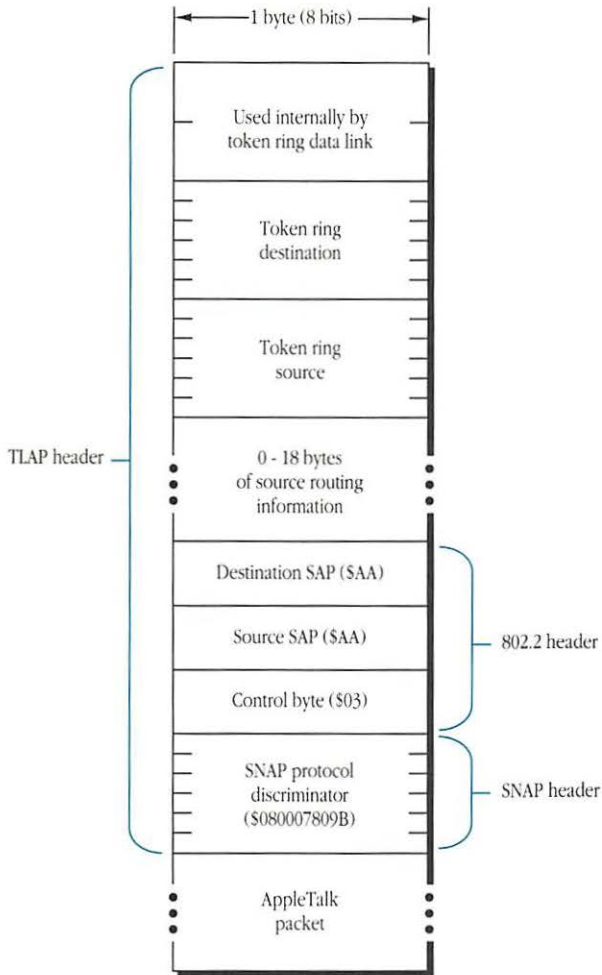 1 byte (8 bits)
Used internally by
token ring data link
Token ring
destination
Token ring
source
TLAP header
0 - 18 bytes
of source routing
information
Destination SAP ($AA)
Source SAP ($AA)
802.2 header
Control byte ($03)
SNAP protocol
discriminator
($080007809B)
SNAP header
AppleTalk
packet